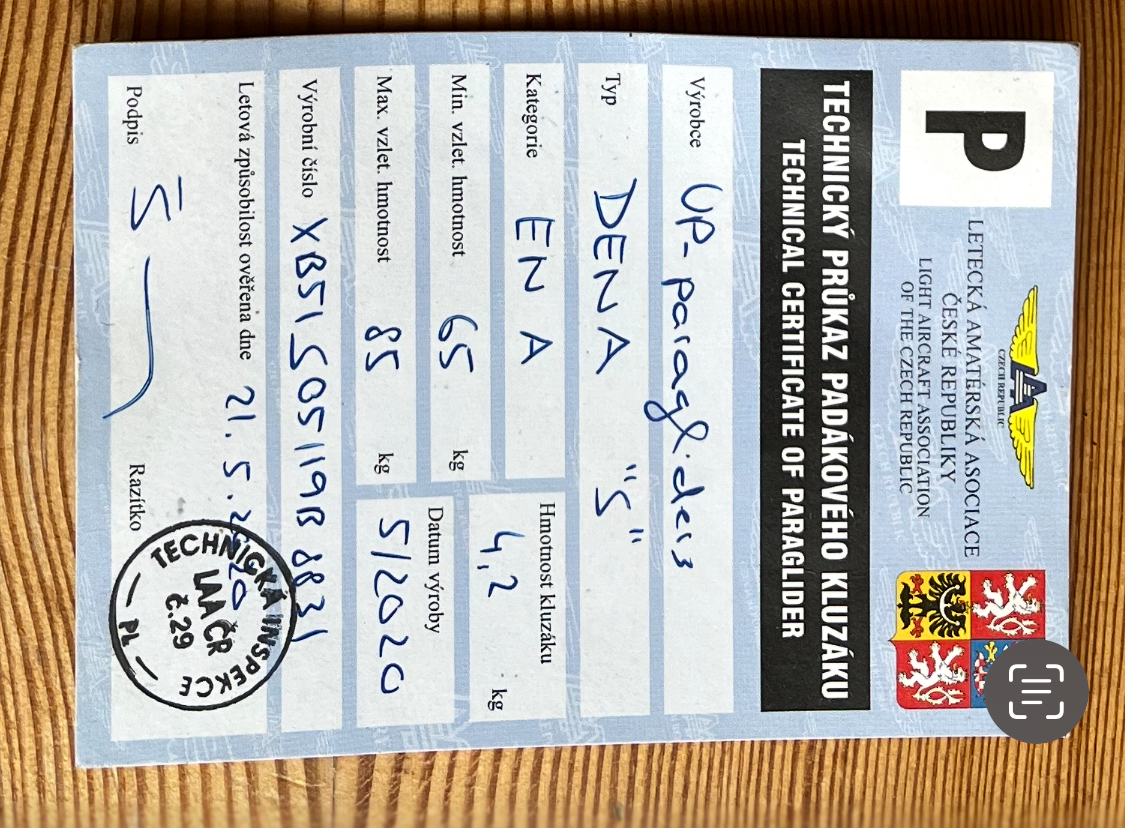 P
CZECH REPUBLIC
LETECKÁ AMATÉRSKÁ ASOCIACE
ČESKÉ REPUBLIKY
LIGHT AIRCRAFT ASSOCIATION
OF THE CZECH REPUBLIC
TECHNICKÝ PRŮKAZ PADÁKOVÉHO KLUZÁKU
TECHNICAL CERTIFICATE OF PARAGLIDER
Výrobce UP-paragliders
Typ DENA "S"
Kategorie EN A
Hmotnost kluzáku 4,2 kg
Min. vzlet. hmotnost 65 kg
Max. vzlet. hmotnost 85 kg
Datum výroby 5/2020
Výrobní číslo XB51S05119B8831
Letová způsobilost ověřena dne 21.5.2020
Podpis
Razítko
TECHNICKÁ INSPEKCE
LAA ČR
č.29
PL